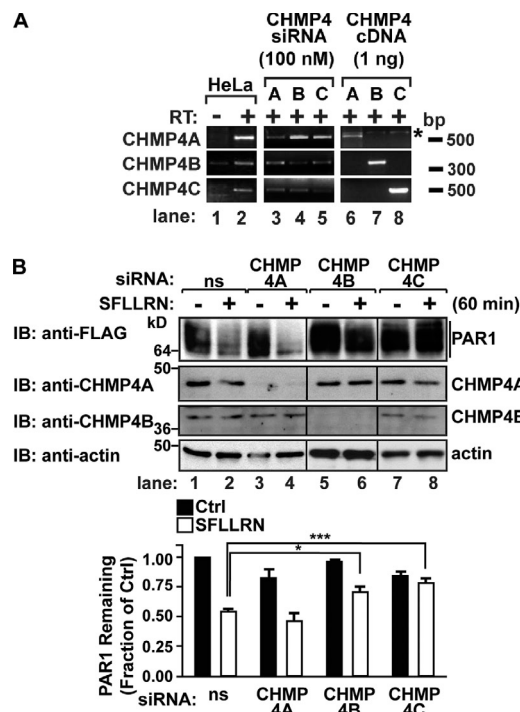 A
CHMP4 CHMP4
siRNA cDNA
(100 nM) (1 ng)
HeLa A B C A B C
RT: - + + + + + + + bp
CHMP4A * 500
CHMP4B 300
CHMP4C 500
lane: 1 2 3 4 5 6 7 8
B
siRNA: ns CHMP 4A CHMP 4B CHMP 4C
SFLLRN: - + - + - + - + (60 min)
kD
IB: anti-FLAG 64 PAR1
50
IB: anti-CHMP4A CHMP4A
IB: anti-CHMP4B 36 CHMP4B
50
IB: anti-actin actin
lane: 1 2 3 4 5 6 7 8
Ctrl
SFLLRN
***
*
1.00
0.75
0.50
0.25
0.00
PAR1 Remaining
(Fraction of Ctrl)
siRNA: ns CHMP 4A CHMP 4B CHMP 4C